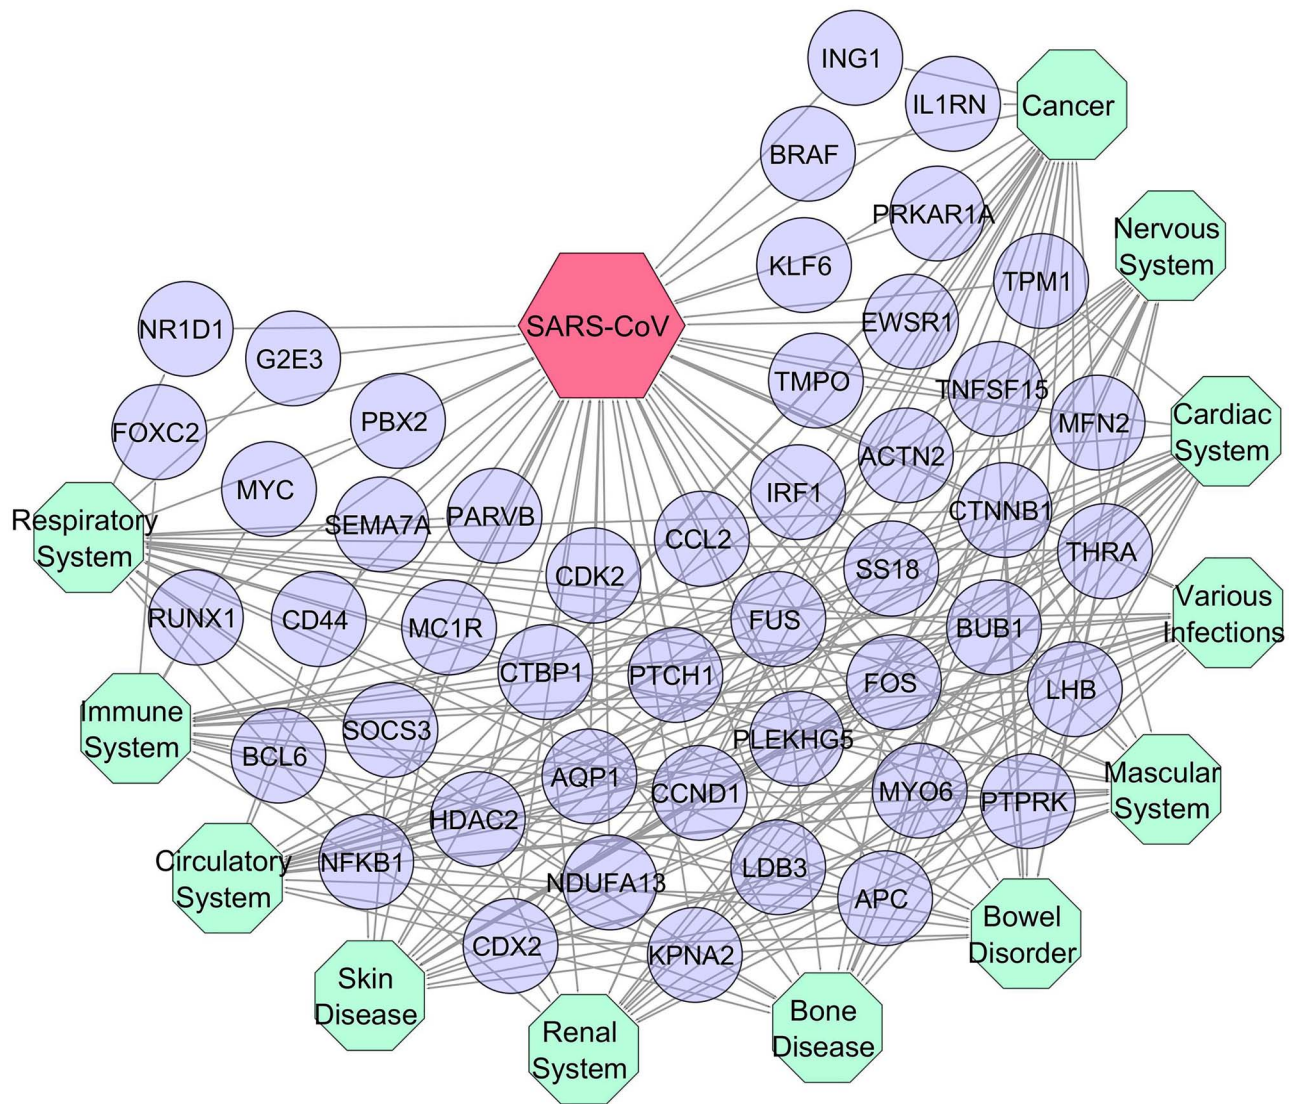 ING1
IL1RN
Cancer
BRAF
PRKAR1A
Nervous
System
KLF6
TPM1
NR1D1
SARS-CoV
EWSR1
G2E3
TMPO
TNFSF15
MFN2
Cardiac
System
FOXC2
PBX2
ACTN2
MYC
IRF1
CTNNB1
SEMA7A
PARVB
Respiratory
System
CCL2
THRA
CDK2
SS18
Various
Infections
RUNX1
CD44
MC1R
FUS
BUB1
CTBP1
PTCH1
FOS
LHB
Immune
System
SOCS3
PLEKHG5
BCL6
AQP1
CCND1
MYO6
PTPRK
Mascular
System
HDAC2
Circulatory
System
NFKB1
NDUFA13
LDB3
APC
CDX2
KPNA2
Bowel
Disorder
Skin
Disease
Renal
System
Bone
Disease